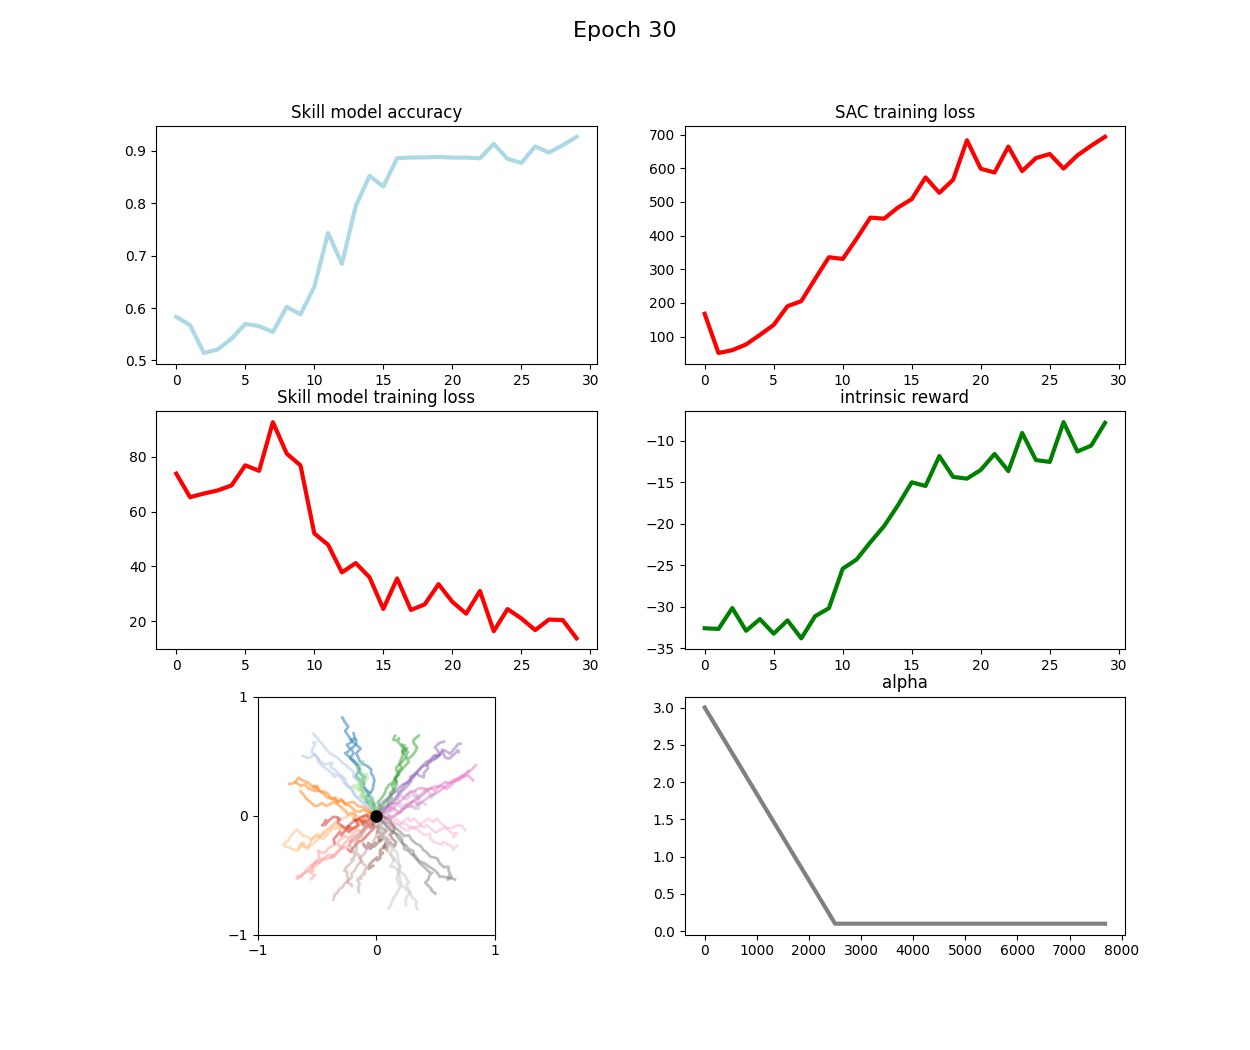 Epoch 30
Skill model accuracy
0.9
0.8
0.7
0.6
0.5
0 5 10 15 20 25 30
SAC training loss
700
600
500
400
300
200
100
0 5 10 15 20 25 30
Skill model training loss
80
60
40
20
0 5 10 15 20 25 30
intrinsic reward
−10
−15
−20
−25
−30
−35
0 5 10 15 20 25 30
1
0
−1
−1 0 1
alpha
3.0
2.5
2.0
1.5
1.0
0.5
0.0
0 1000 2000 3000 4000 5000 6000 7000 8000